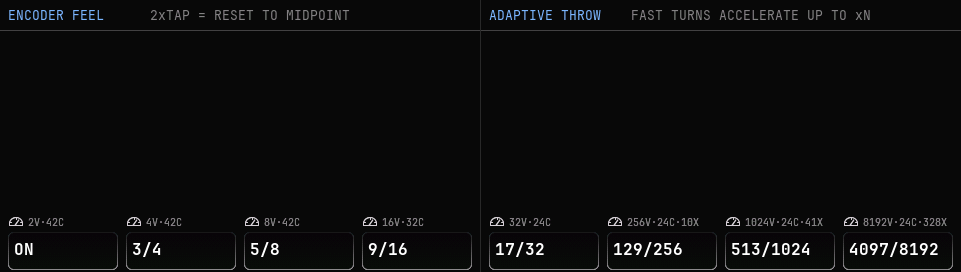 ENCODER FEEL 2xTAP = RESET TO MIDPOINT
ADAPTIVE THROW FAST TURNS ACCELERATE UP TO xN
2V·42C 4V·42C 8V·42C 16V·32C
ON 3/4 5/8 9/16
32V·24C 256V·24C·10X 1024V·24C·41X 8192V·24C·328X
17/32 129/256 513/1024 4097/8192